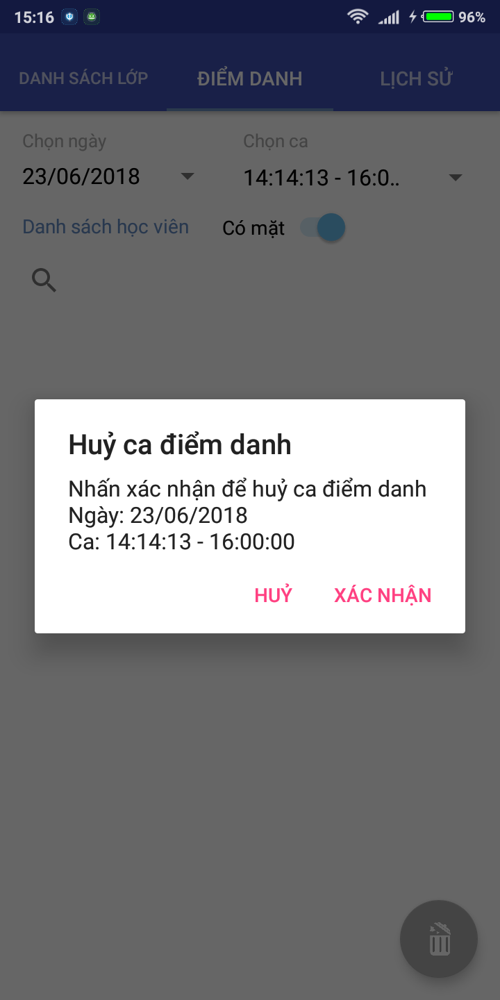 15:16 96%
DANH SÁCH LỚP ĐIỂM DANH LỊCH SỬ
Chọn ngày Chọn ca
23/06/2018 14:14:13 - 16:0..
Danh sách học viên Có mặt
Huỷ ca điểm danh
Nhấn xác nhận để huỷ ca điểm danh
Ngày: 23/06/2018
Ca: 14:14:13 - 16:00:00
HUỶ XÁC NHẬN